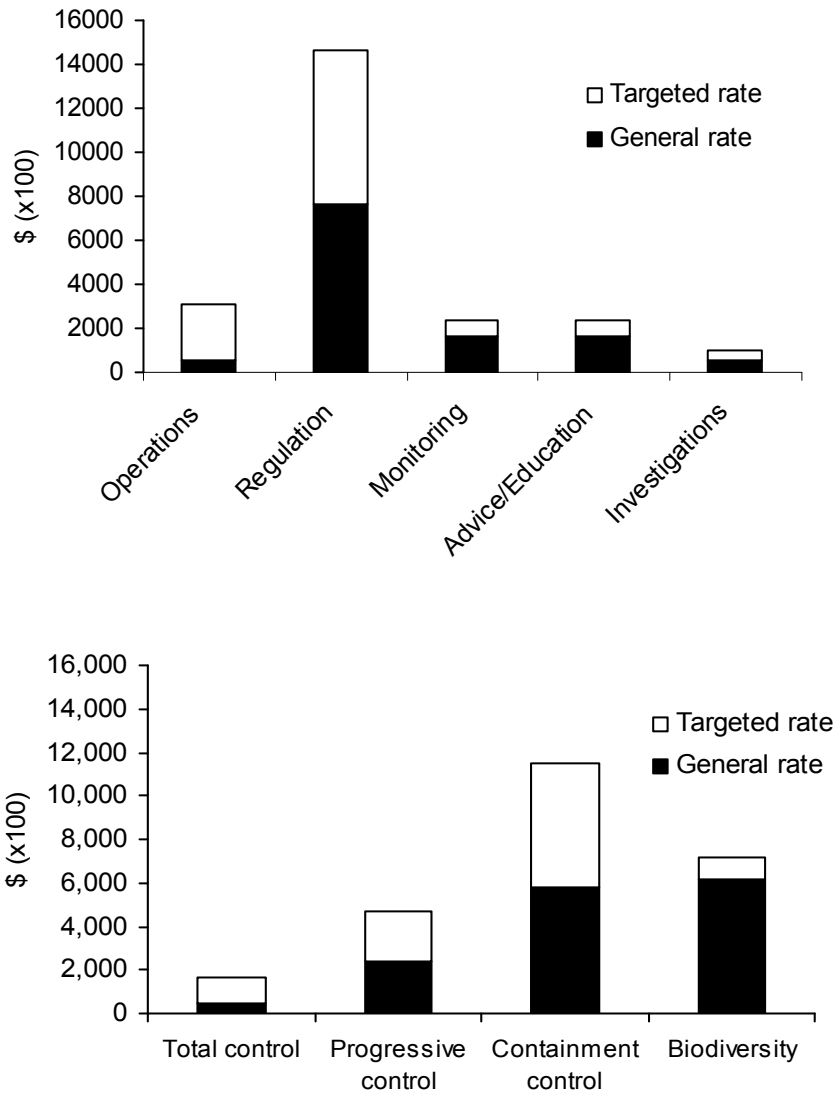 16000
14000
12000
10000
8000
6000
4000
2000
0
$ (x100)
Targeted rate
General rate
Operations
Regulation
Monitoring
Advice/Education
Investigations
16,000
14,000
12,000
10,000
8,000
6,000
4,000
2,000
0
$ (x100)
Targeted rate
General rate
Total control
Progressive
control
Containment
control
Biodiversity